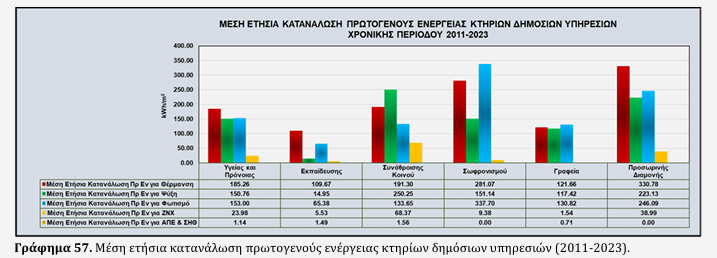 ΜΕΣΗ ΕΤΗΣΙΑ ΚΑΤΑΝΑΛΩΣΗ ΠΡΩΤΟΓΕΝΟΥΣ ΕΝΕΡΓΕΙΑΣ ΚΤΗΡΙΩΝ ΔΗΜΟΣΙΩΝ ΥΠΗΡΕΣΙΩΝ
ΧΡΟΝΙΚΗΣ ΠΕΡΙΟΔΟΥ 2011-2023
400.00
350.00
300.00
250.00
200.00
150.00
100.00
50.00
0.00
kWh/m²
Υγείας και Πρόνοιας Εκπαίδευσης Συνάθροισης Κοινού Σωφρονισμού Γραφεία Προσωρινής Διαμονής
Μέση Ετήσια Κατανάλωση Πρ Εν για Θέρμανση 185.26 109.67 191.30 281.07 121.66 330.78
Μέση Ετήσια Κατανάλωση Πρ Εν για Ψύξη 150.76 14.95 250.25 151.14 117.42 223.13
Μέση Ετήσια Κατανάλωση Πρ Εν για Φωτισμό 153.00 65.38 133.65 337.70 130.82 246.09
Μέση Ετήσια Κατανάλωση Πρ Εν για ΖΝΧ 23.98 5.53 68.37 9.38 1.54 38.99
Μέση Ετήσια Κατανάλωση Πρ Εν για ΑΠΕ & ΣΗΘ 1.14 1.49 1.56 0.00 0.71 0.00
Γράφημα 57. Μέση ετήσια κατανάλωση πρωτογενούς ενέργειας κτηρίων δημόσιων υπηρεσιών (2011-2023).